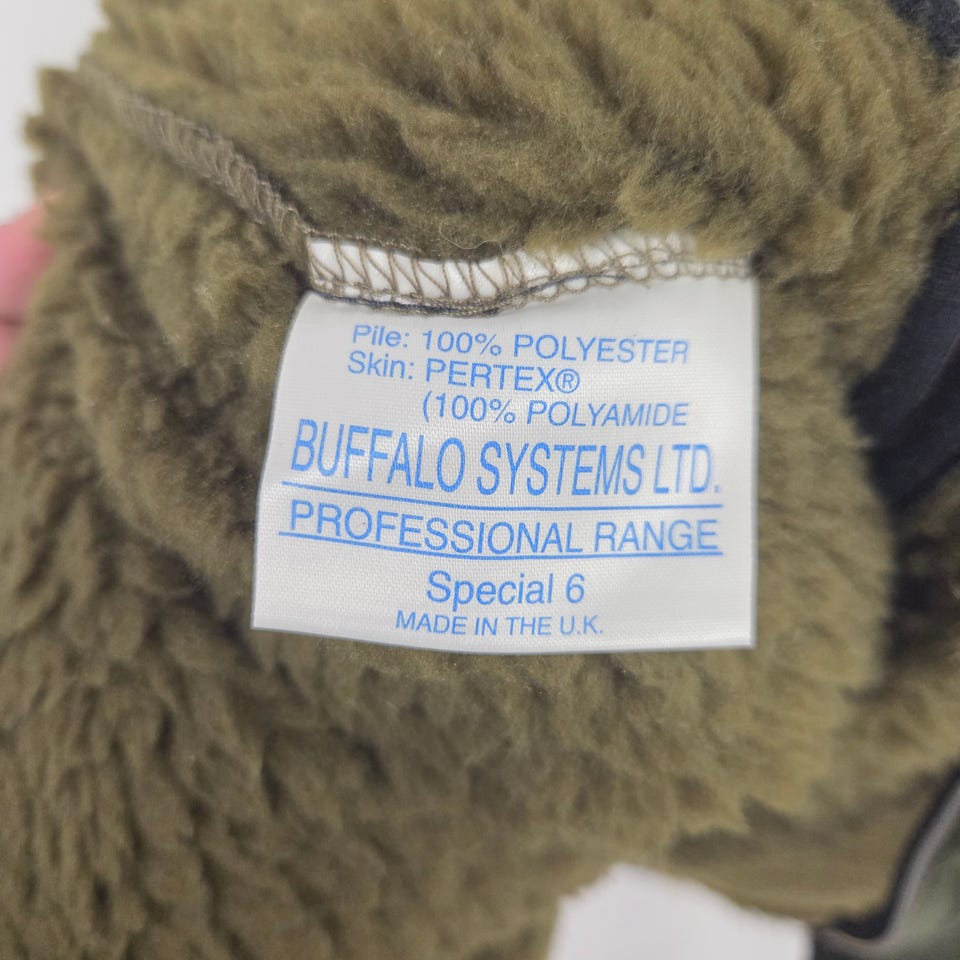 Pile: 100% POLYESTER
Skin: PERTEX®
(100% POLYAMIDE
BUFFALO SYSTEMS LTD.
PROFESSIONAL RANGE
Special 6
MADE IN THE U.K.